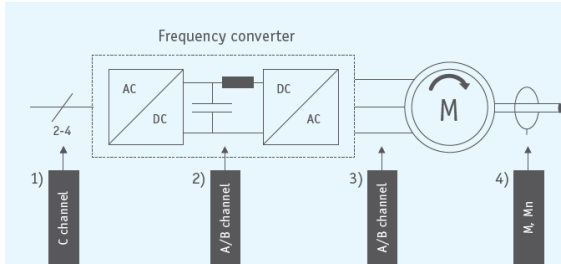 Frequency converter
AC
DC
DC
AC
M
2-4
1)
C channel
2)
A/B channel
3)
A/B channel
4)
M, Mn